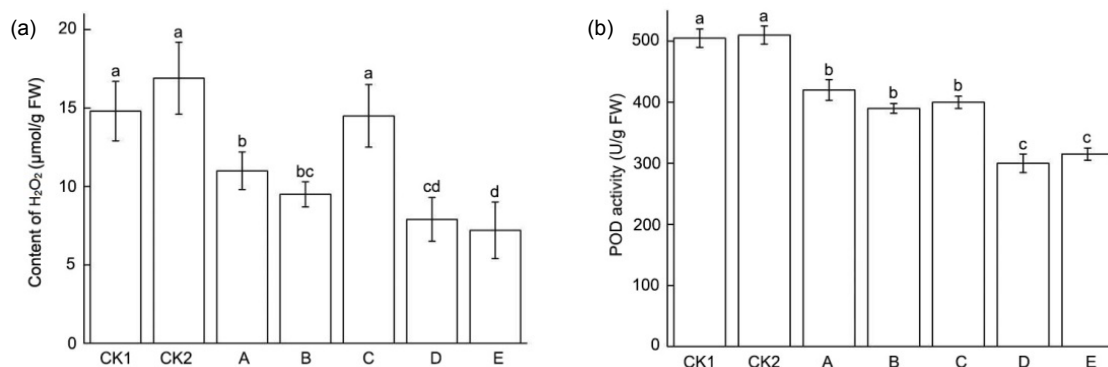 (a)
Content of H₂O₂ (μmol/g FW)
20
15
10
5
0
a
a
b
bc
a
cd
d
CK1 CK2 A B C D E
(b)
POD activity (U/g FW)
500
400
300
200
100
0
a
a
b
b
b
c
c
CK1 CK2 A B C D E